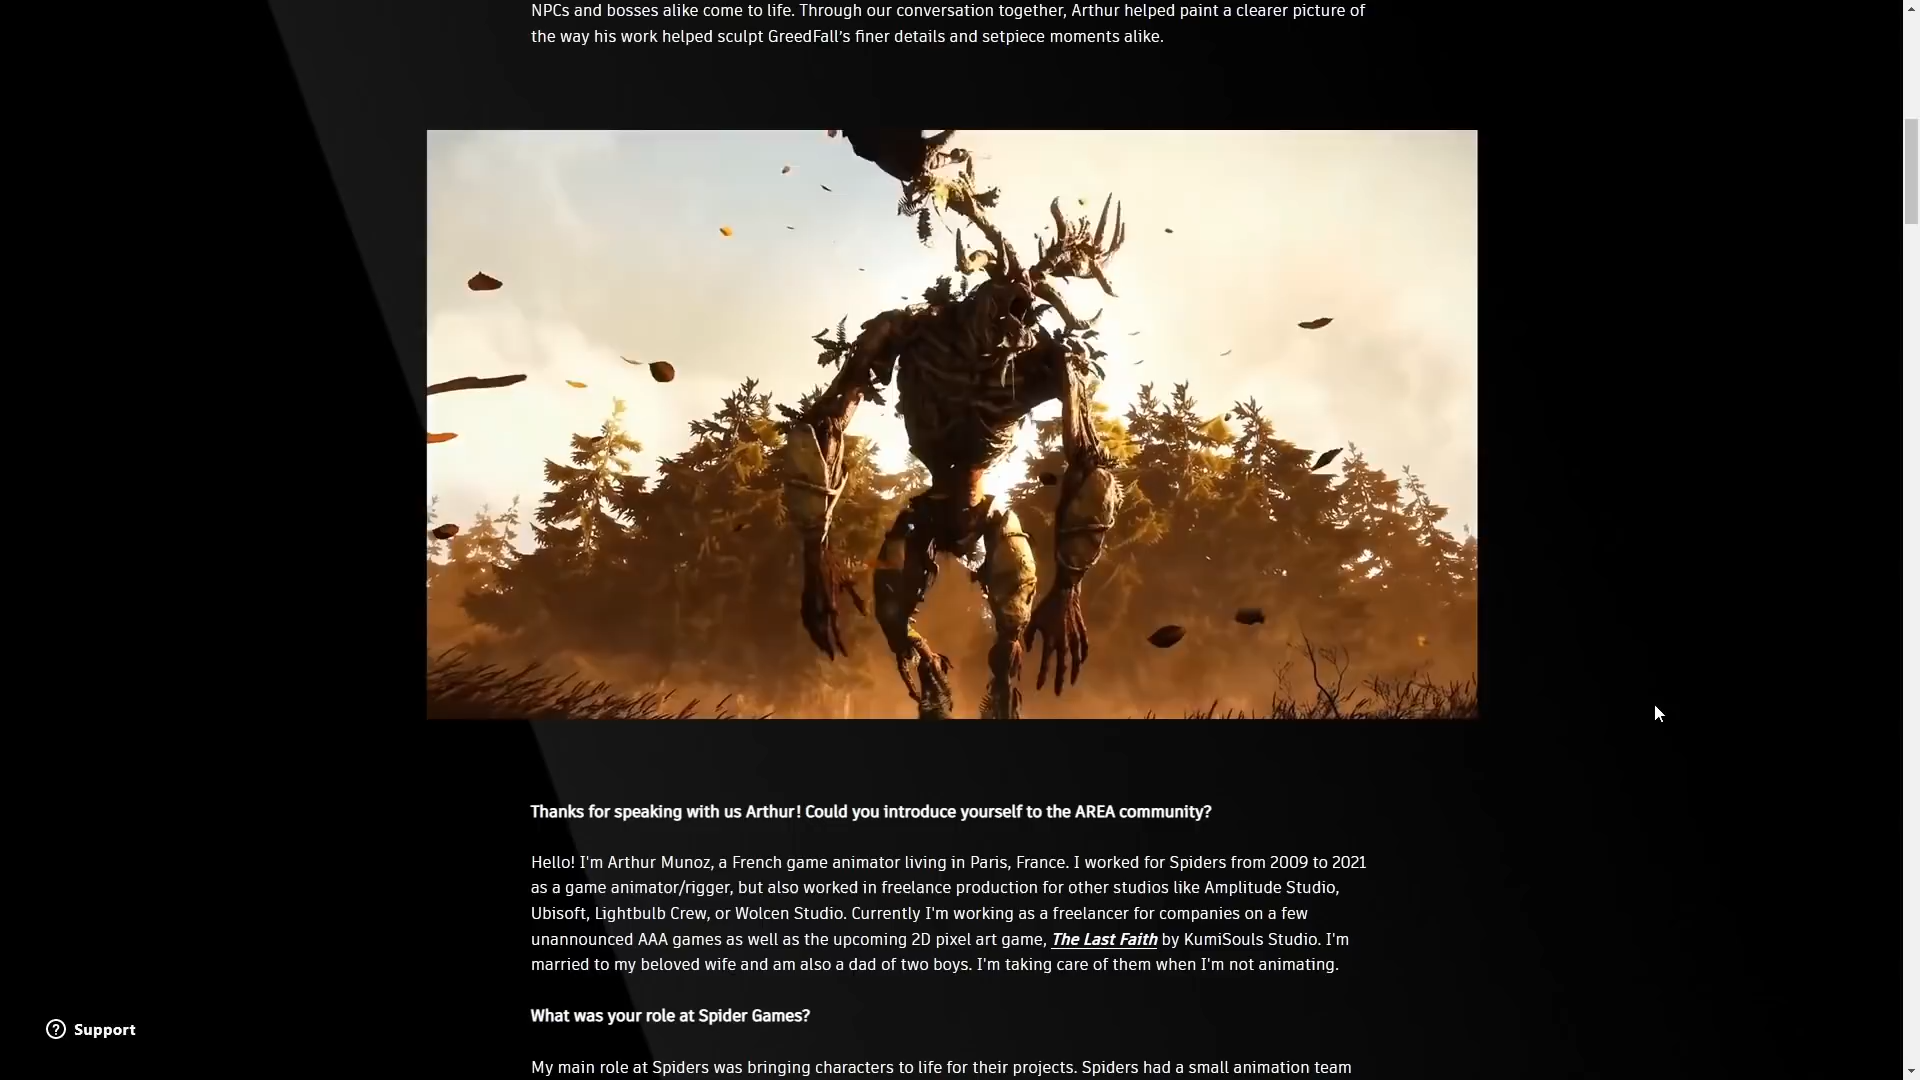 NPCs and bosses alike come to life. Through our conversation together, Arthur helped paint a clearer picture of
the way his work helped sculpt GreedFall’s finer details and setpiece moments alike.
Thanks for speaking with us Arthur! Could you introduce yourself to the AREA community?
Hello! I'm Arthur Munoz, a French game animator living in Paris, France. I worked for Spiders from 2009 to 2021
as a game animator/rigger, but also worked in freelance production for other studios like Amplitude Studio,
Ubisoft, Lightbulb Crew, or Wolcen Studio. Currently I'm working as a freelancer for companies on a few
unannounced AAA games as well as the upcoming 2D pixel art game, The Last Faith by KumiSouls Studio. I'm
married to my beloved wife and am also a dad of two boys. I'm taking care of them when I'm not animating.
What was your role at Spider Games?
My main role at Spiders was bringing characters to life for their projects. Spiders had a small animation team
Support